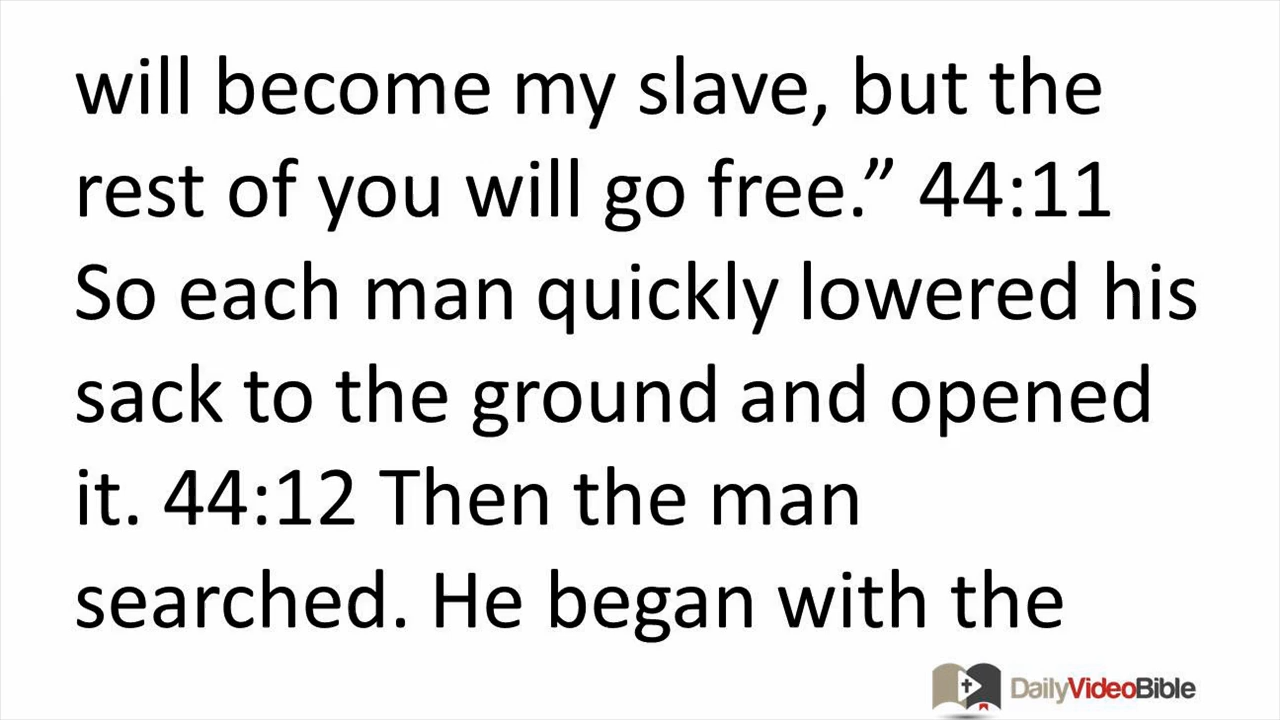 will become my slave, but the
rest of you will go free.” 44:11
So each man quickly lowered his
sack to the ground and opened
it. 44:12 Then the man
searched. He began with the
DailyVideoBible